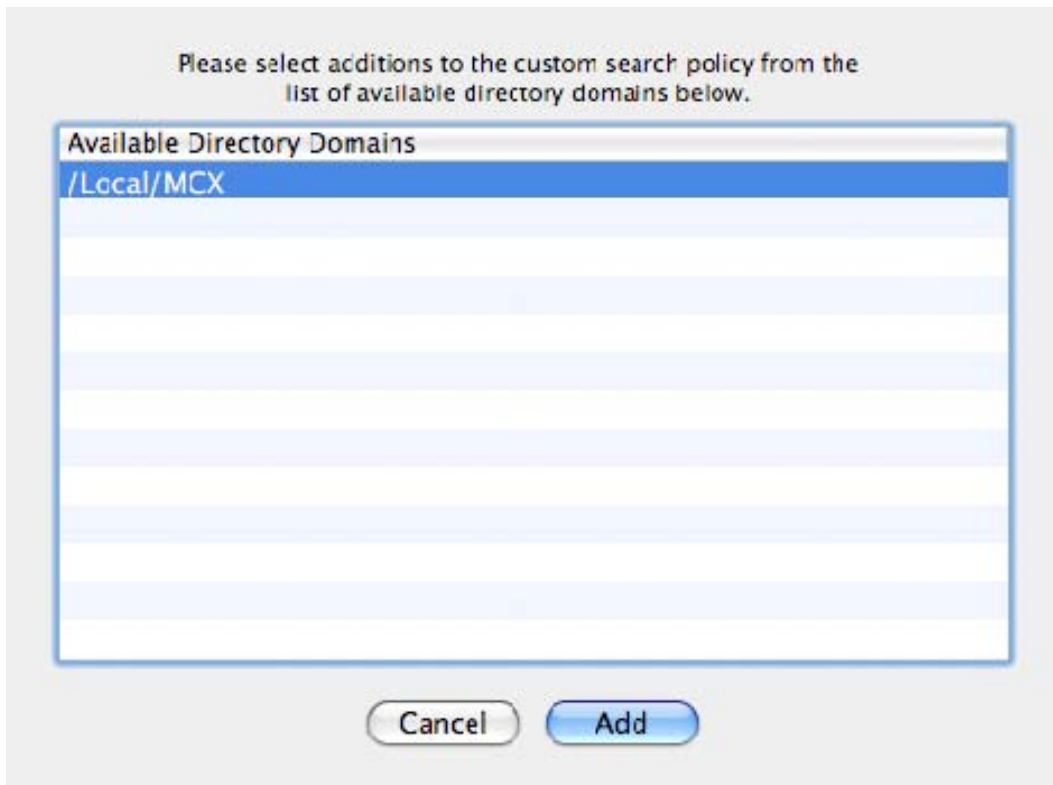 Please select additions to the custom search policy from the
list of available directory domains below.
Available Directory Domains
/Local/MCX
Cancel
Add